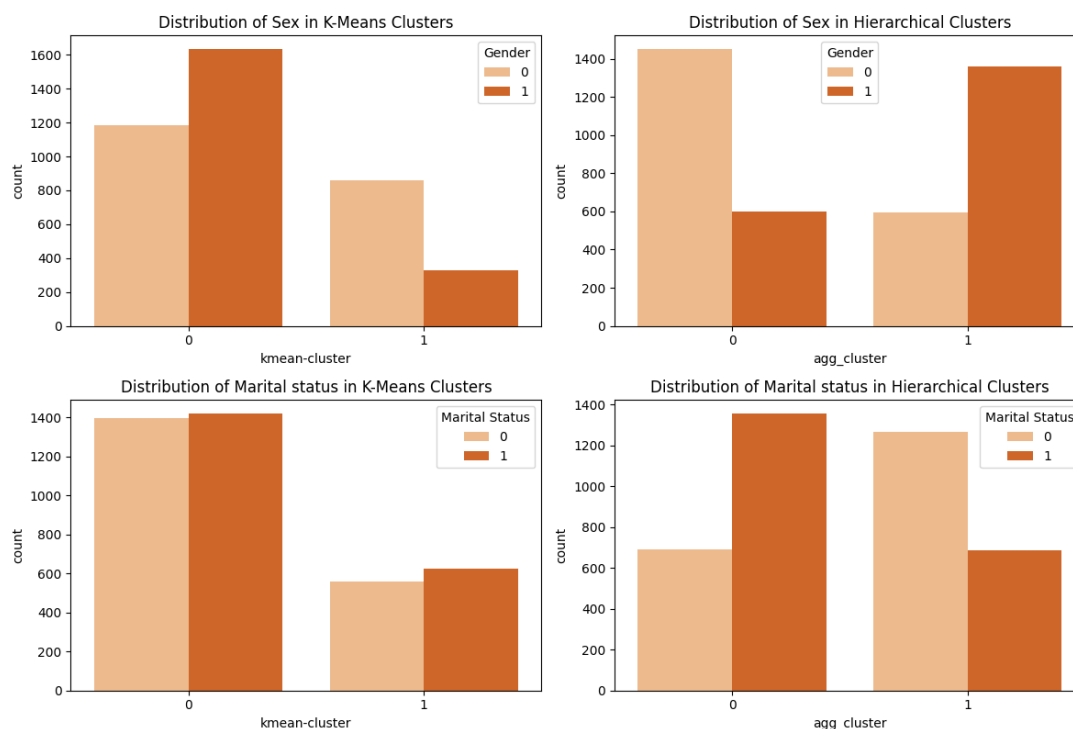 Distribution of Sex in K-Means Clusters
Gender
0
1
1600
1400
1200
1000
800
600
400
200
0
count
0 1
kmean-cluster
Distribution of Sex in Hierarchical Clusters
Gender
0
1
1400
1200
1000
800
600
400
200
0
count
0 1
agg_cluster
Distribution of Marital status in K-Means Clusters
Marital Status
0
1
1400
1200
1000
800
600
400
200
0
count
0 1
kmean-cluster
Distribution of Marital status in Hierarchical Clusters
Marital Status
0
1
1400
1200
1000
800
600
400
200
0
count
0 1
agg_cluster